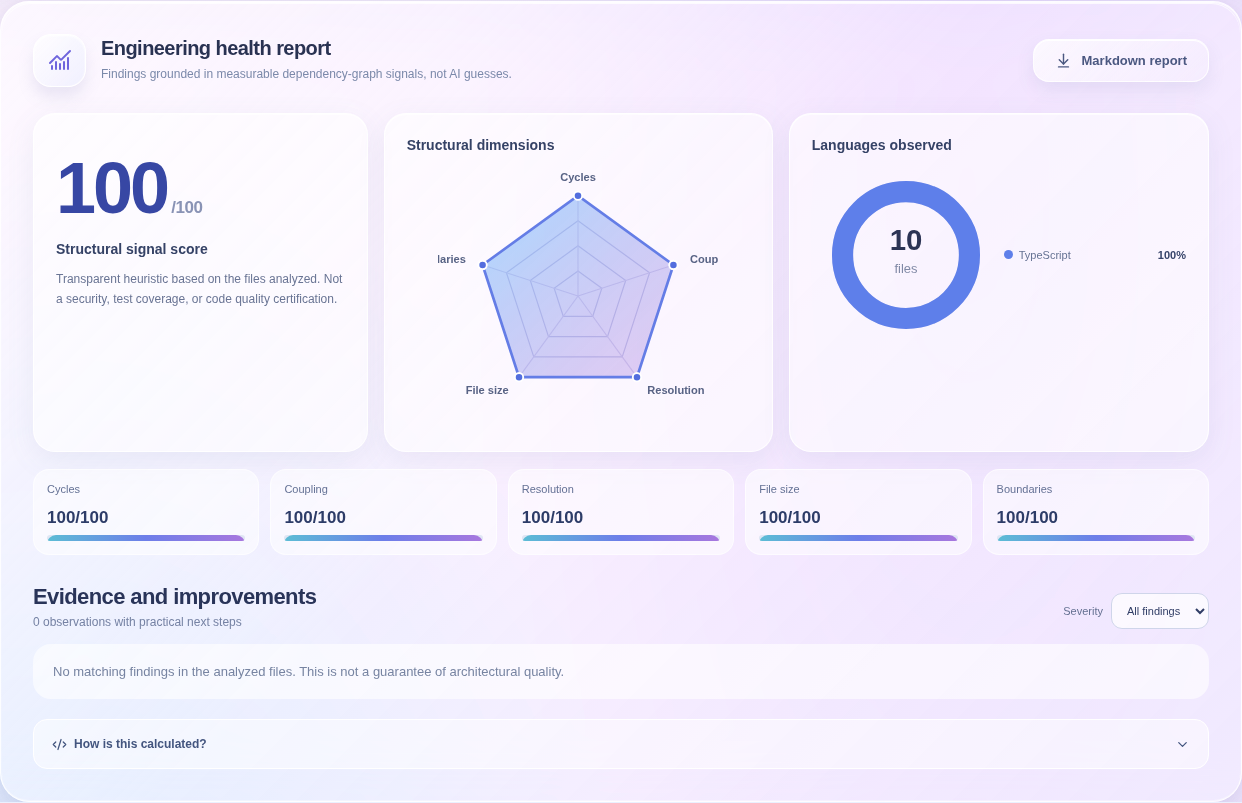 Engineering health report
Findings grounded in measurable dependency-graph signals, not AI guesses.
Markdown report
100/100
Structural signal score
Transparent heuristic based on the files analyzed. Not
a security, test coverage, or code quality certification.
Structural dimensions
Cycles
laries
Coup
File size
Resolution
Languages observed
10
files
TypeScript
100%
Cycles
100/100
Coupling
100/100
Resolution
100/100
File size
100/100
Boundaries
100/100
Evidence and improvements
0 observations with practical next steps
Severity
All findings
No matching findings in the analyzed files. This is not a guarantee of architectural quality.
How is this calculated?